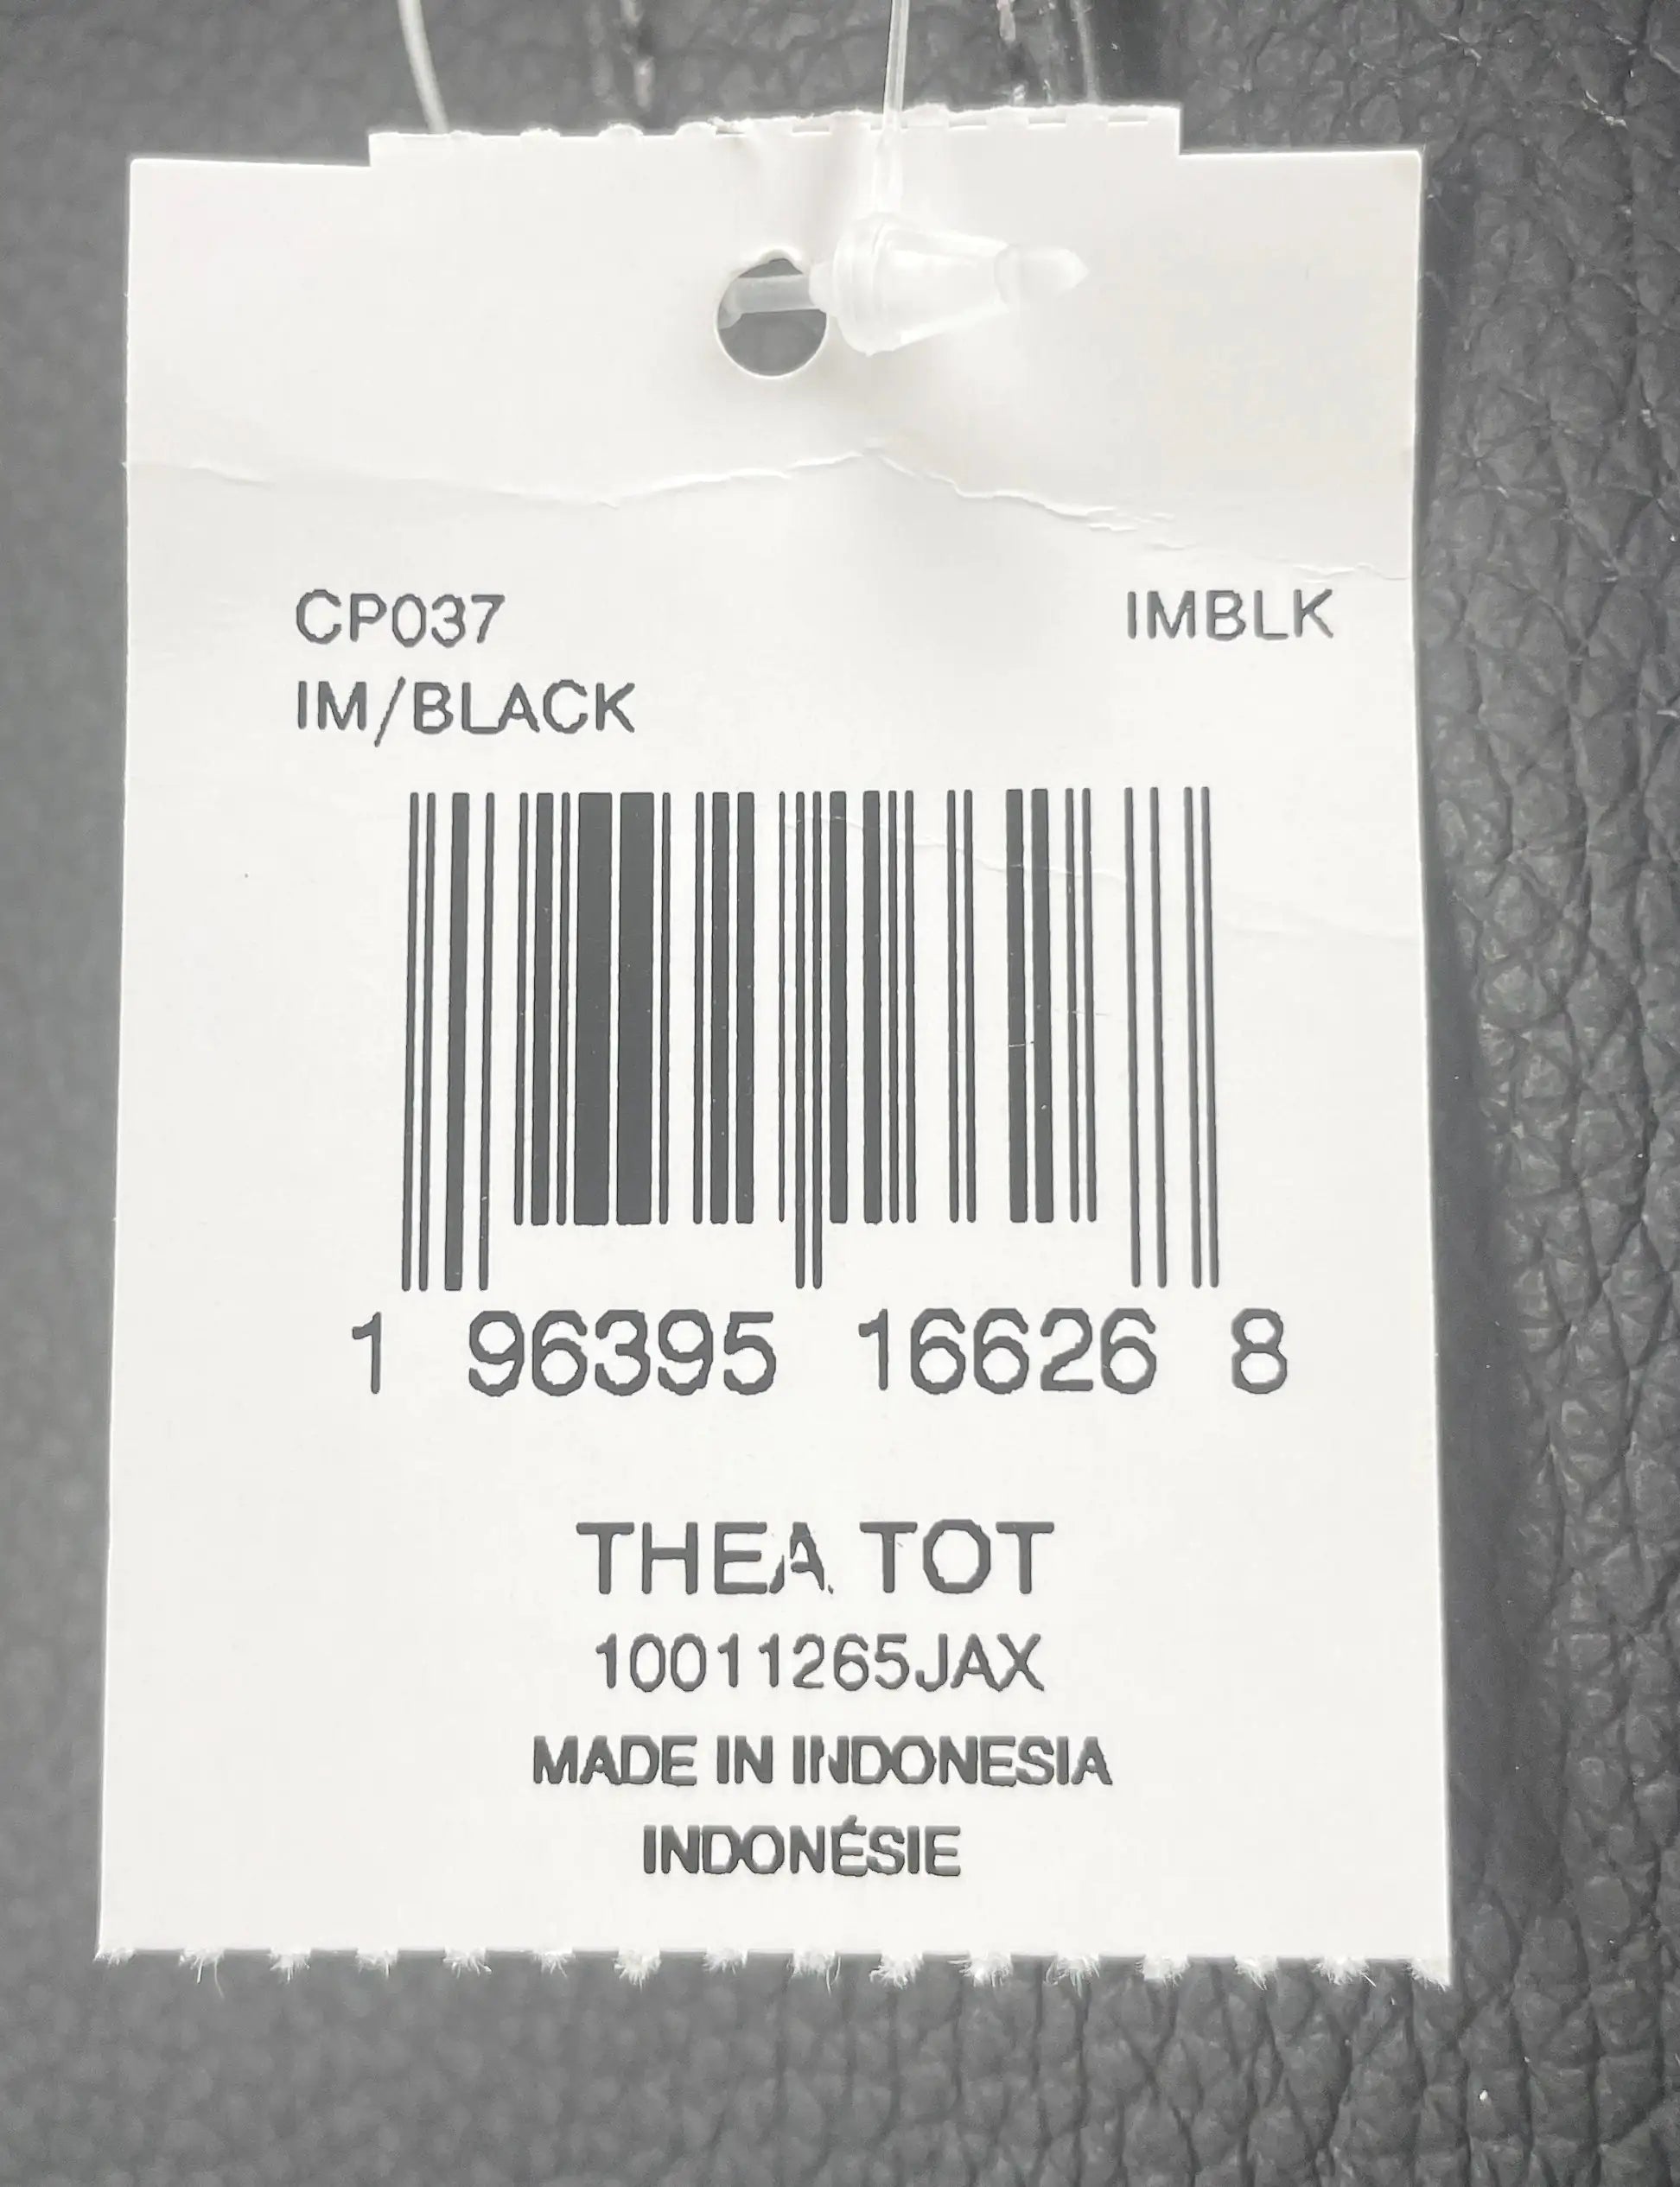 CP037 IMBLK
IM/BLACK
1 96395 16626 8
THEA TOT
10011265JAX
MADE IN INDONESIA
INDONÉSIE